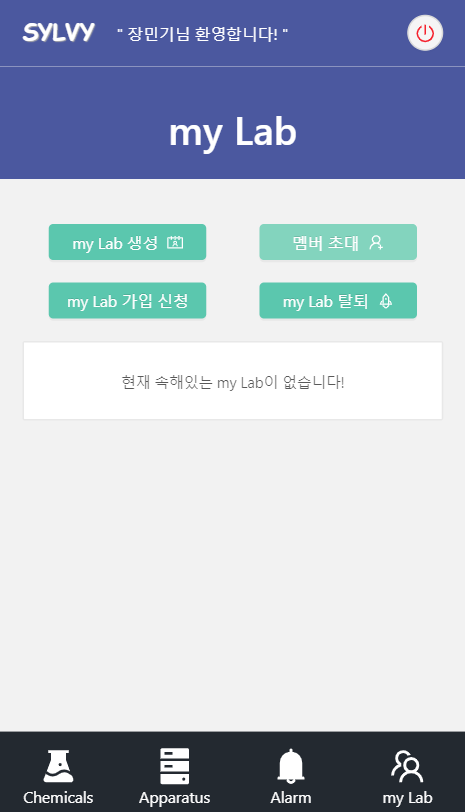 SYLVY
" 장민기님 환영합니다! "
my Lab
my Lab 생성
멤버 초대
my Lab 가입 신청
my Lab 탈퇴
현재 속해있는 my Lab이 없습니다!
Chemicals
Apparatus
Alarm
my Lab